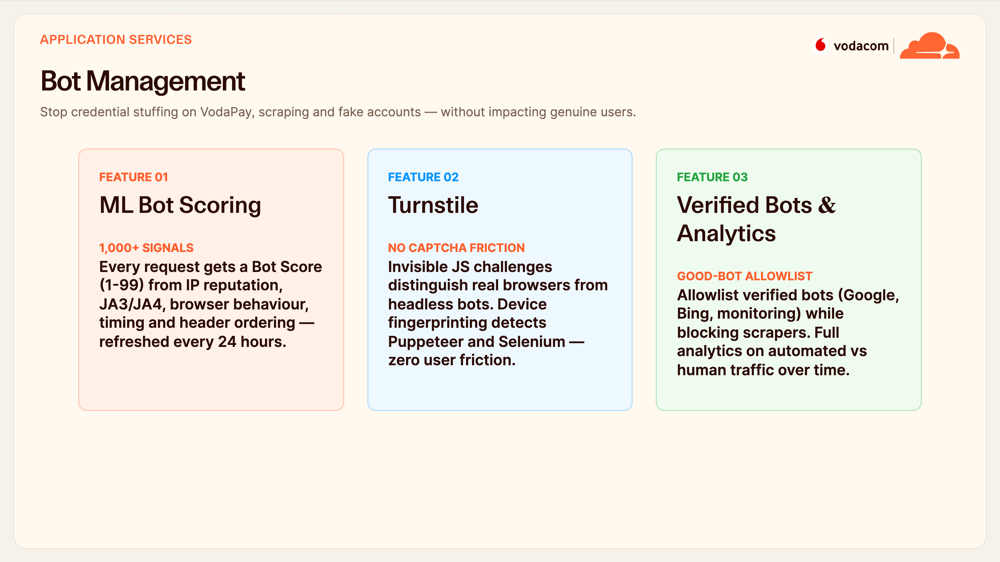 APPLICATION SERVICES
vodacom
Bot Management
Stop credential stuffing on VodaPay, scraping and fake accounts — without impacting genuine users.
FEATURE 01
ML Bot Scoring
1,000+ SIGNALS
Every request gets a Bot Score
(1-99) from IP reputation,
JA3/JA4, browser behaviour,
timing and header ordering —
refreshed every 24 hours.
FEATURE 02
Turnstile
NO CAPTCHA FRICTION
Invisible JS challenges
distinguish real browsers from
headless bots. Device
fingerprinting detects
Puppeteer and Selenium —
zero user friction.
FEATURE 03
Verified Bots &
Analytics
GOOD-BOT ALLOWLIST
Allowlist verified bots (Google,
Bing, monitoring) while
blocking scrapers. Full
analytics on automated vs
human traffic over time.